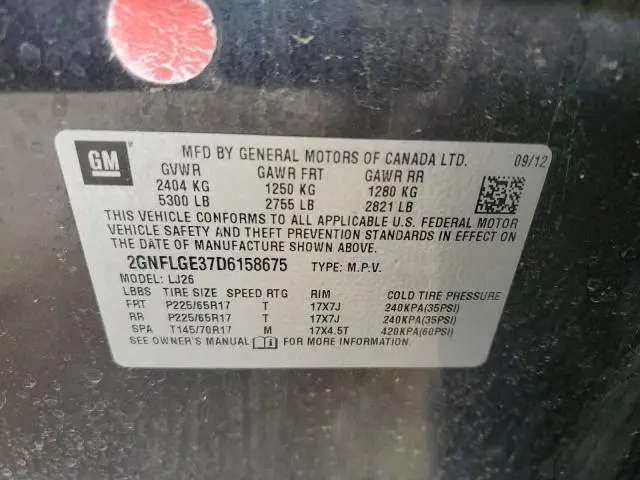 GM
MFD BY GENERAL MOTORS OF CANADA LTD. 09/12
GVWR GAWR FRT GAWR RR
2404 KG 1250 KG 1280 KG
5300 LB 2755 LB 2821 LB
THIS VEHICLE CONFORMS TO ALL APPLICABLE U.S. FEDERAL MOTOR
VEHICLE SAFETY AND THEFT PREVENTION STANDARDS IN EFFECT
ON THE DATE OF MANUFACTURE SHOWN ABOVE.
2GNFLGE37D6158675 TYPE: M.P.V.
MODEL: LJ26
LBBS TIRE SIZE SPEED RTG RIM COLD TIRE PRESSURE
FRT P225/65R17 T 17X7J 240KPA(35PSI)
RR P225/65R17 T 17X7J 240KPA(35PSI)
SPA T145/70R17 M 17X4.5T 420KPA(60PSI)
SEE OWNER'S MANUAL FOR MORE INFORMATION.